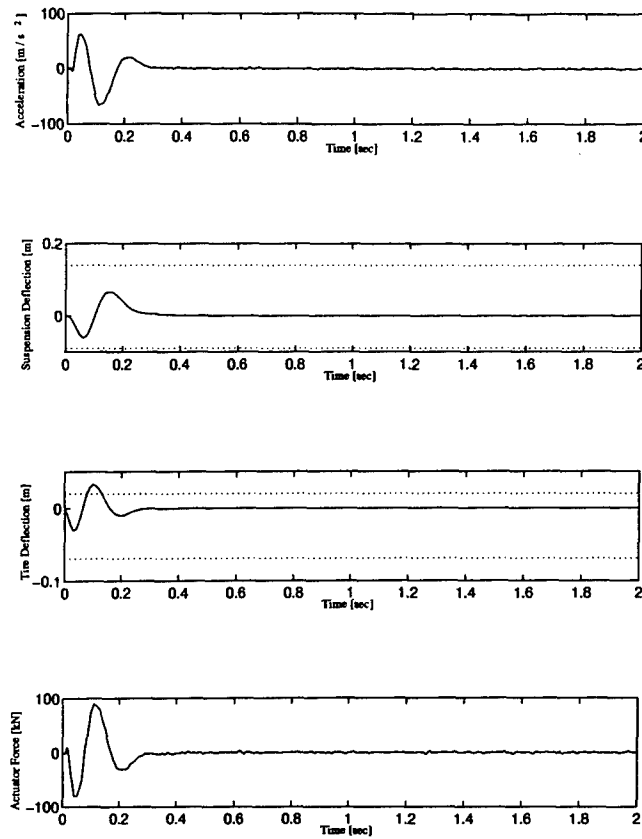 Acceleration [m / s ²]
100
0
−100
0 0.2 0.4 0.6 0.8 1 1.2 1.4 1.6 1.8 2
Time [sec]
Suspension Deflection [m]
0.2
0
0 0.2 0.4 0.6 0.8 1 1.2 1.4 1.6 1.8 2
Time [sec]
Tire Deflection [m]
0
−0.1
0 0.2 0.4 0.6 0.8 1 1.2 1.4 1.6 1.8 2
Time [sec]
Actuator Force [kN]
100
0
−100
0 0.2 0.4 0.6 0.8 1 1.2 1.4 1.6 1.8 2
Time [sec]